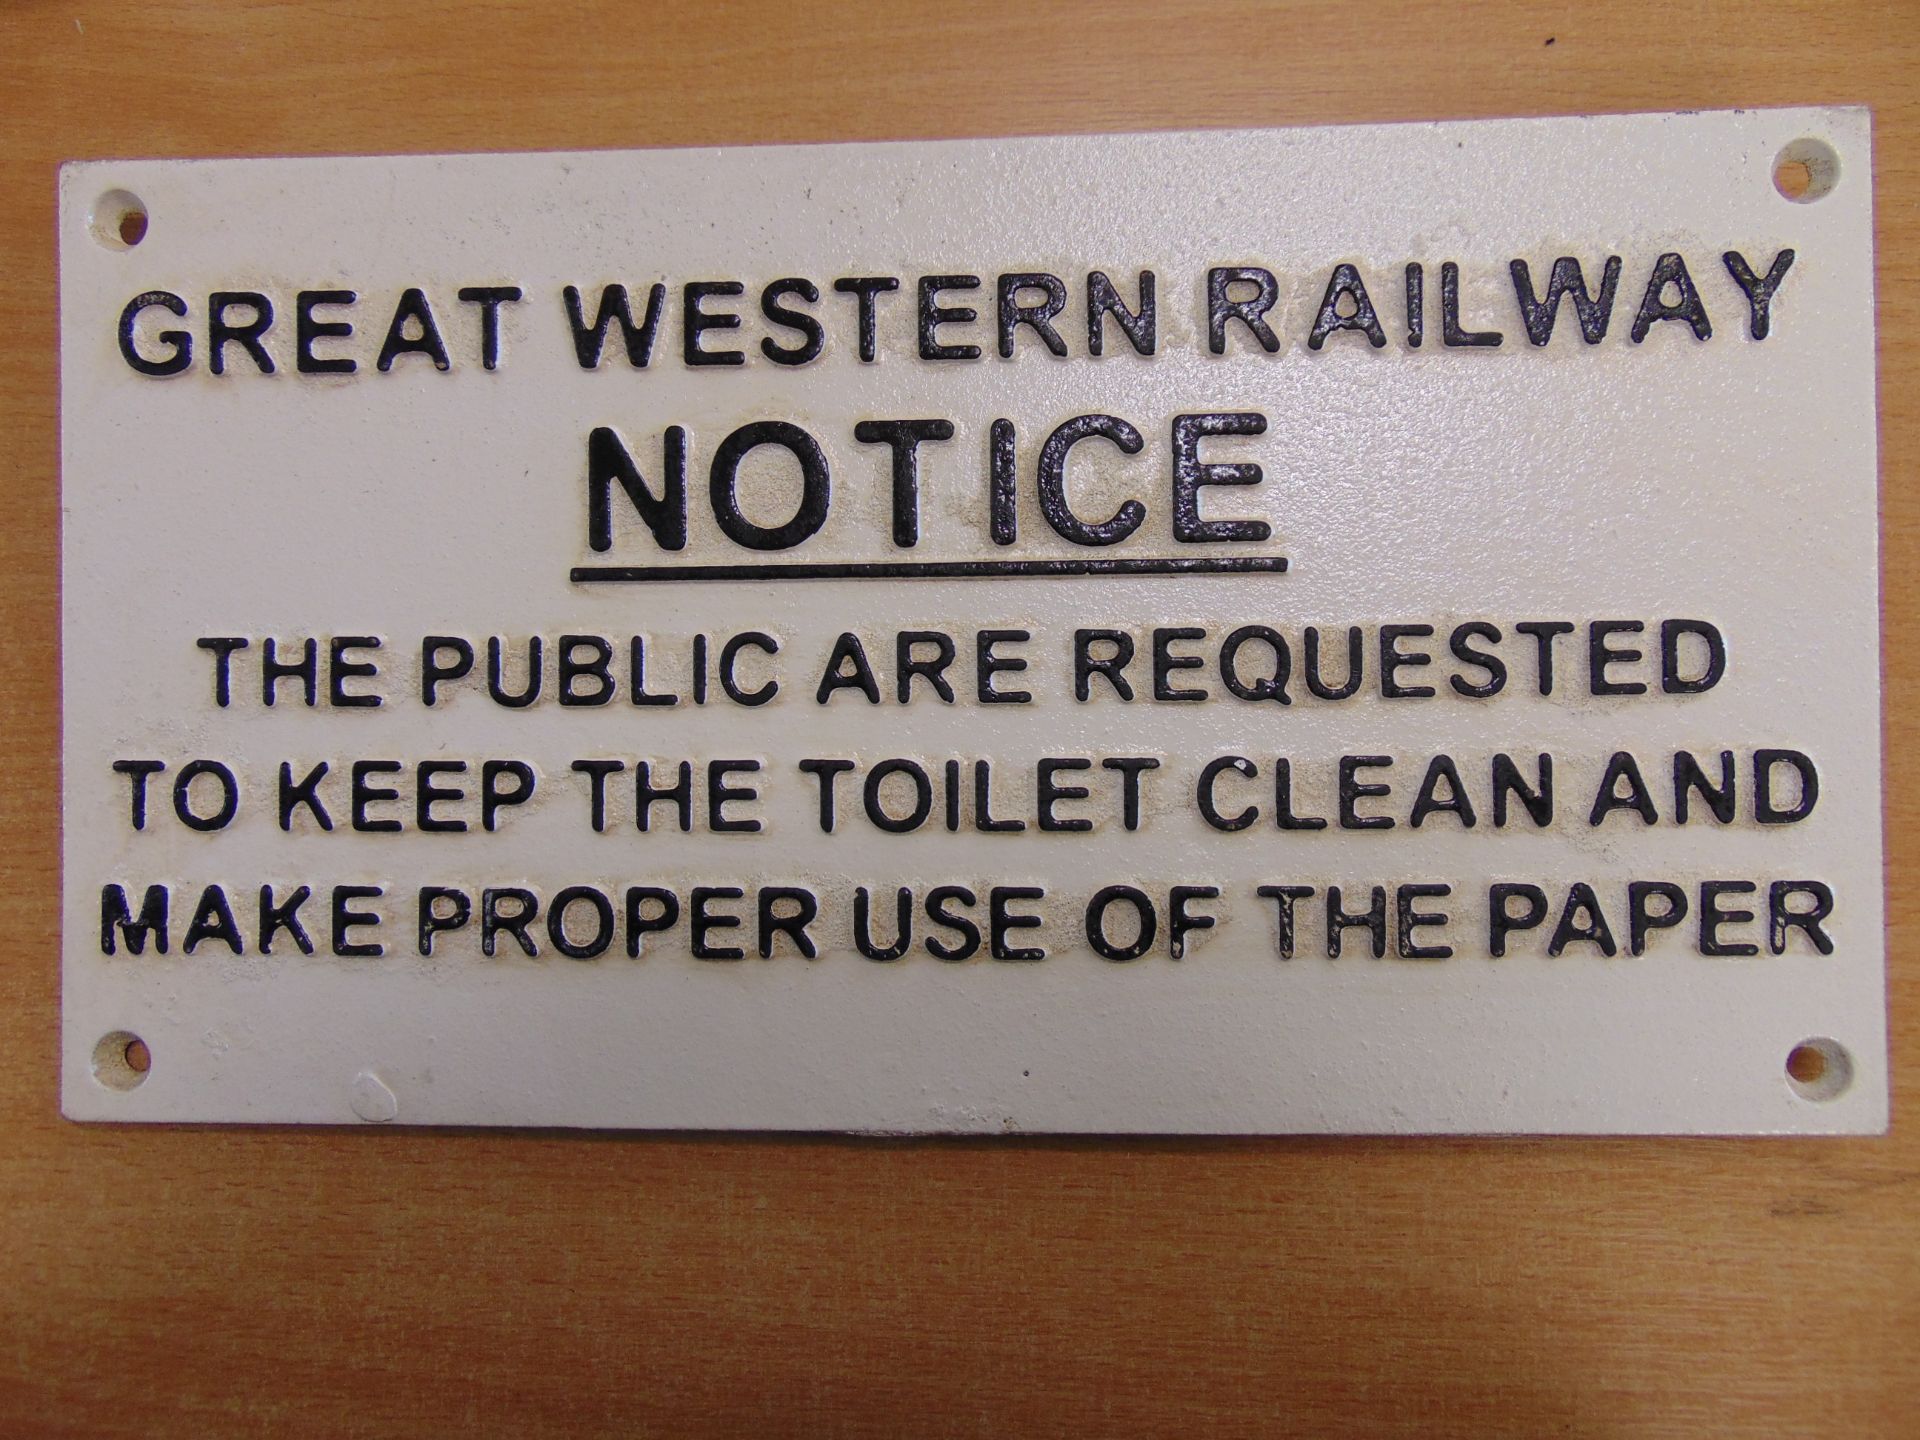 GREAT WESTERN RAILWAY
NOTICE
THE PUBLIC ARE REQUESTED
TO KEEP THE TOILET CLEAN AND
MAKE PROPER USE OF THE PAPER